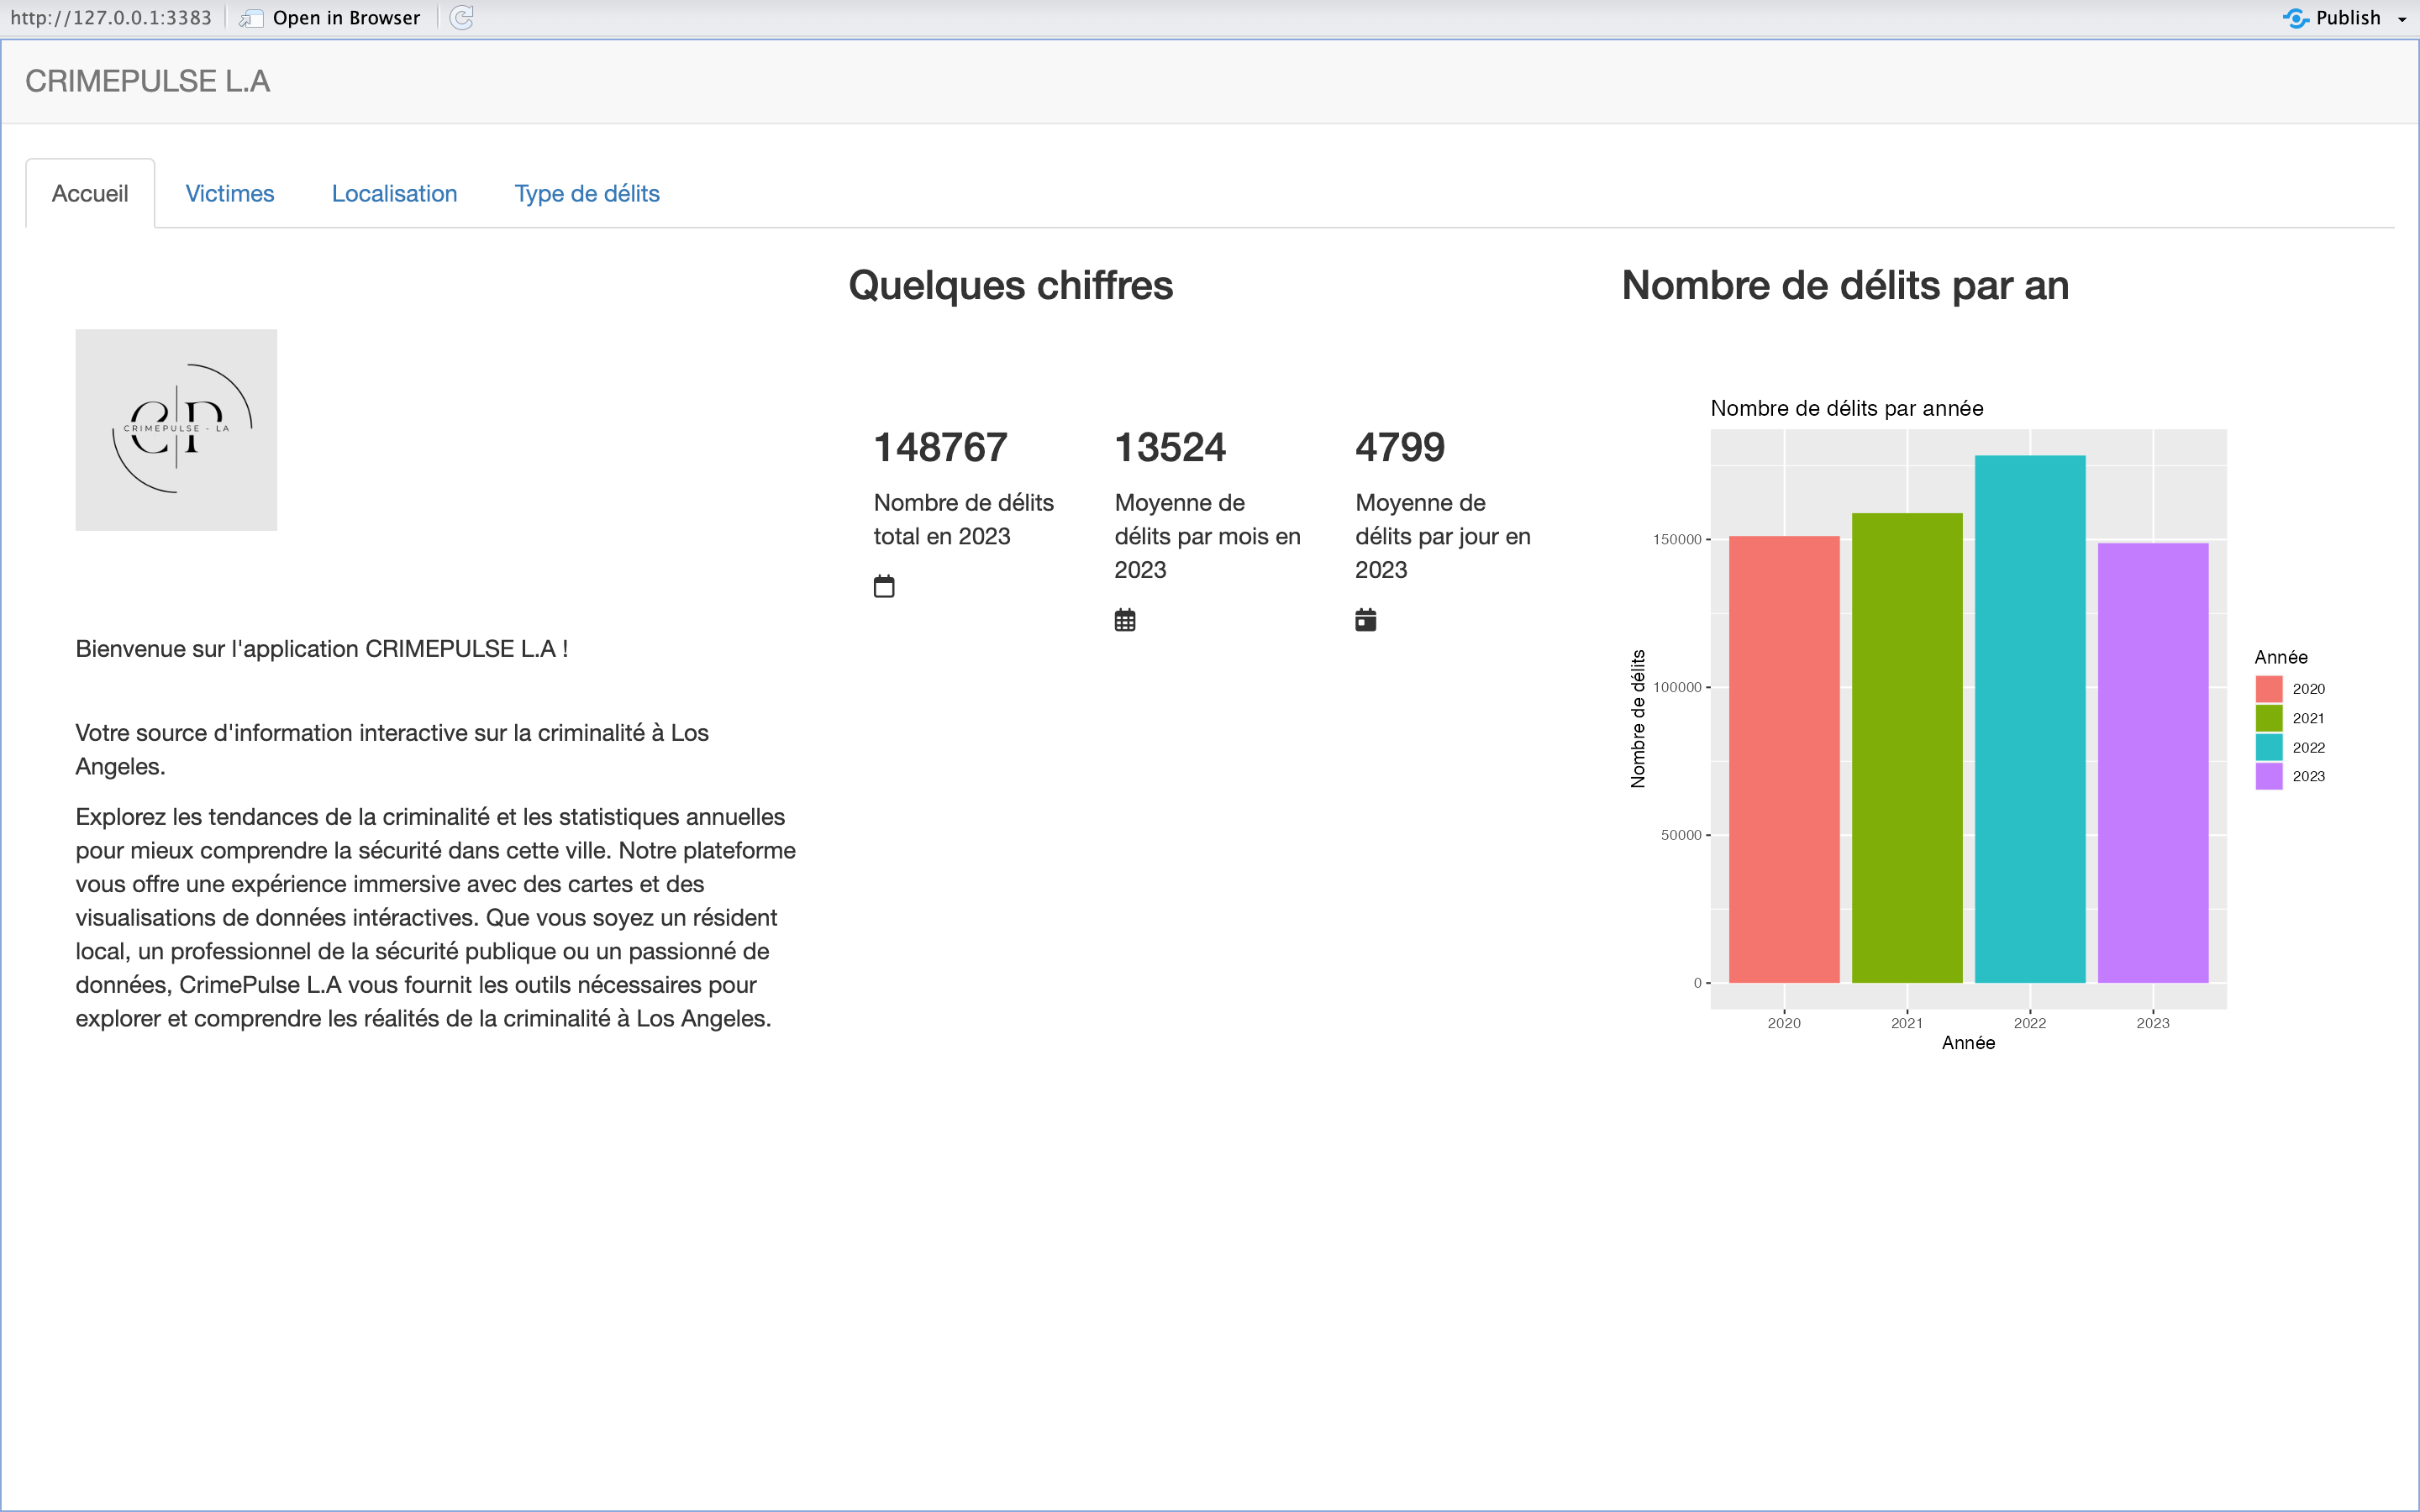 http://127.0.0.1:3383
Open in Browser
Publish
CRIMEPULSE L.A
Accueil
Victimes
Localisation
Type de délits
CP
CRIMEPULSE - LA
Bienvenue sur l'application CRIMEPULSE L.A !
Votre source d'information interactive sur la criminalité à Los
Angeles.
Explorez les tendances de la criminalité et les statistiques annuelles
pour mieux comprendre la sécurité dans cette ville. Notre plateforme
vous offre une expérience immersive avec des cartes et des
visualisations de données intéractives. Que vous soyez un résident
local, un professionnel de la sécurité publique ou un passionné de
données, CrimePulse L.A vous fournit les outils nécessaires pour
explorer et comprendre les réalités de la criminalité à Los Angeles.
Quelques chiffres
148767
Nombre de délits
total en 2023
13524
Moyenne de
délits par mois en
2023
4799
Moyenne de
délits par jour en
2023
Nombre de délits par an
Nombre de délits par année
Nombre de délits
150000
100000
50000
0
2020
2021
2022
2023
Année
Année
2020
2021
2022
2023